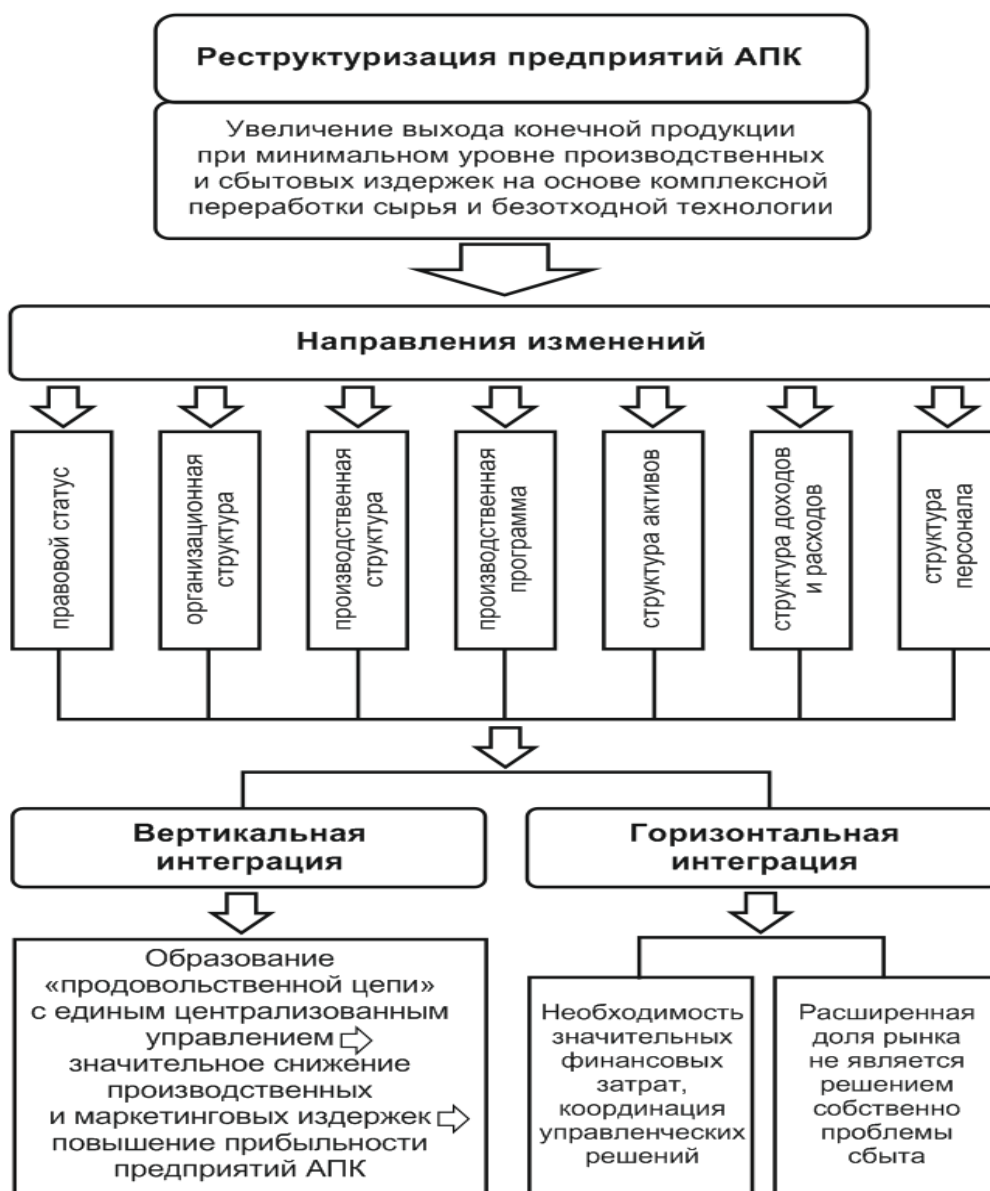 Реструктуризация предприятий АПК
Увеличение выхода конечной продукции
при минимальном уровне производственных
и сбытовых издержек на основе комплексной
переработки сырья и безотходной технологии
Направления изменений
правовой статус
организационная
структура
производственная
структура
производственная
программа
структура активов
структура доходов
и расходов
структура
персонала
Вертикальная
интеграция
Горизонтальная
интеграция
Образование
«продовольственной цепи»
с единым централизованным
управлением
значительное снижение
производственных
и маркетинговых издержек
повышение прибыльности
предприятий АПК
Необходимость
значительных
финансовых
затрат,
координация
управленческих
решений
Расширенная
доля рынка
не является
решением
собственно
проблемы
сбыта